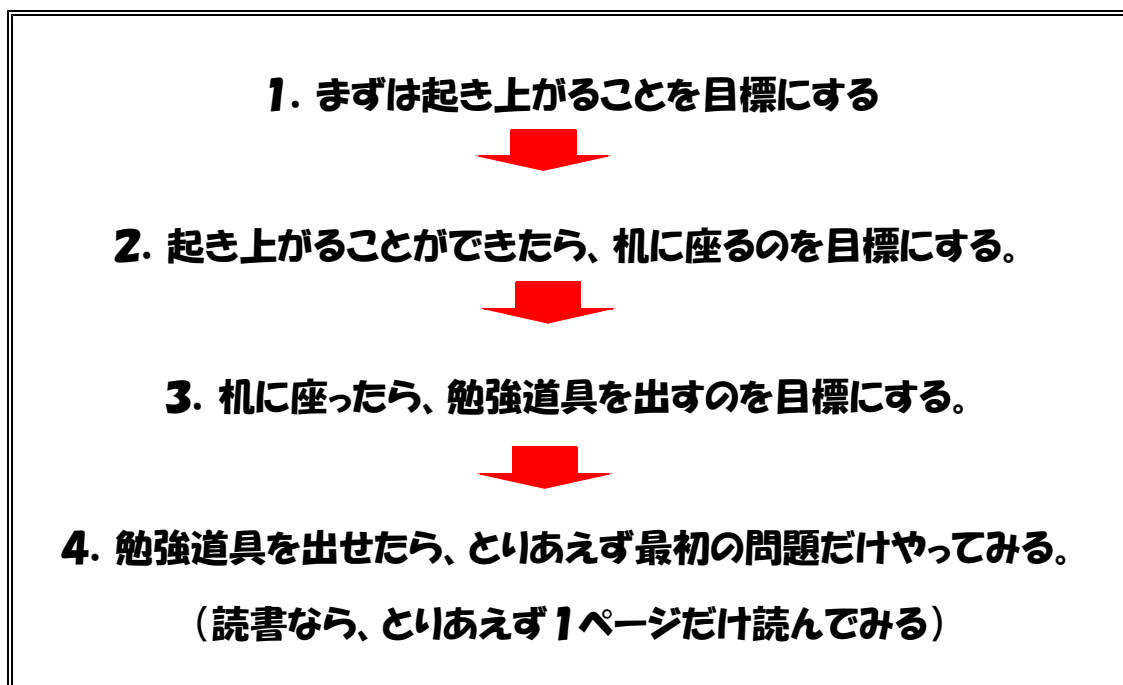 1. まずは起き上がることを目標にする
2. 起き上がることができたら、机に座るのを目標にする。
3. 机に座ったら、勉強道具を出すのを目標にする。
4. 勉強道具を出せたら、とりあえず最初の問題だけやってみる。
（読書なら、とりあえず1ページだけ読んでみる）